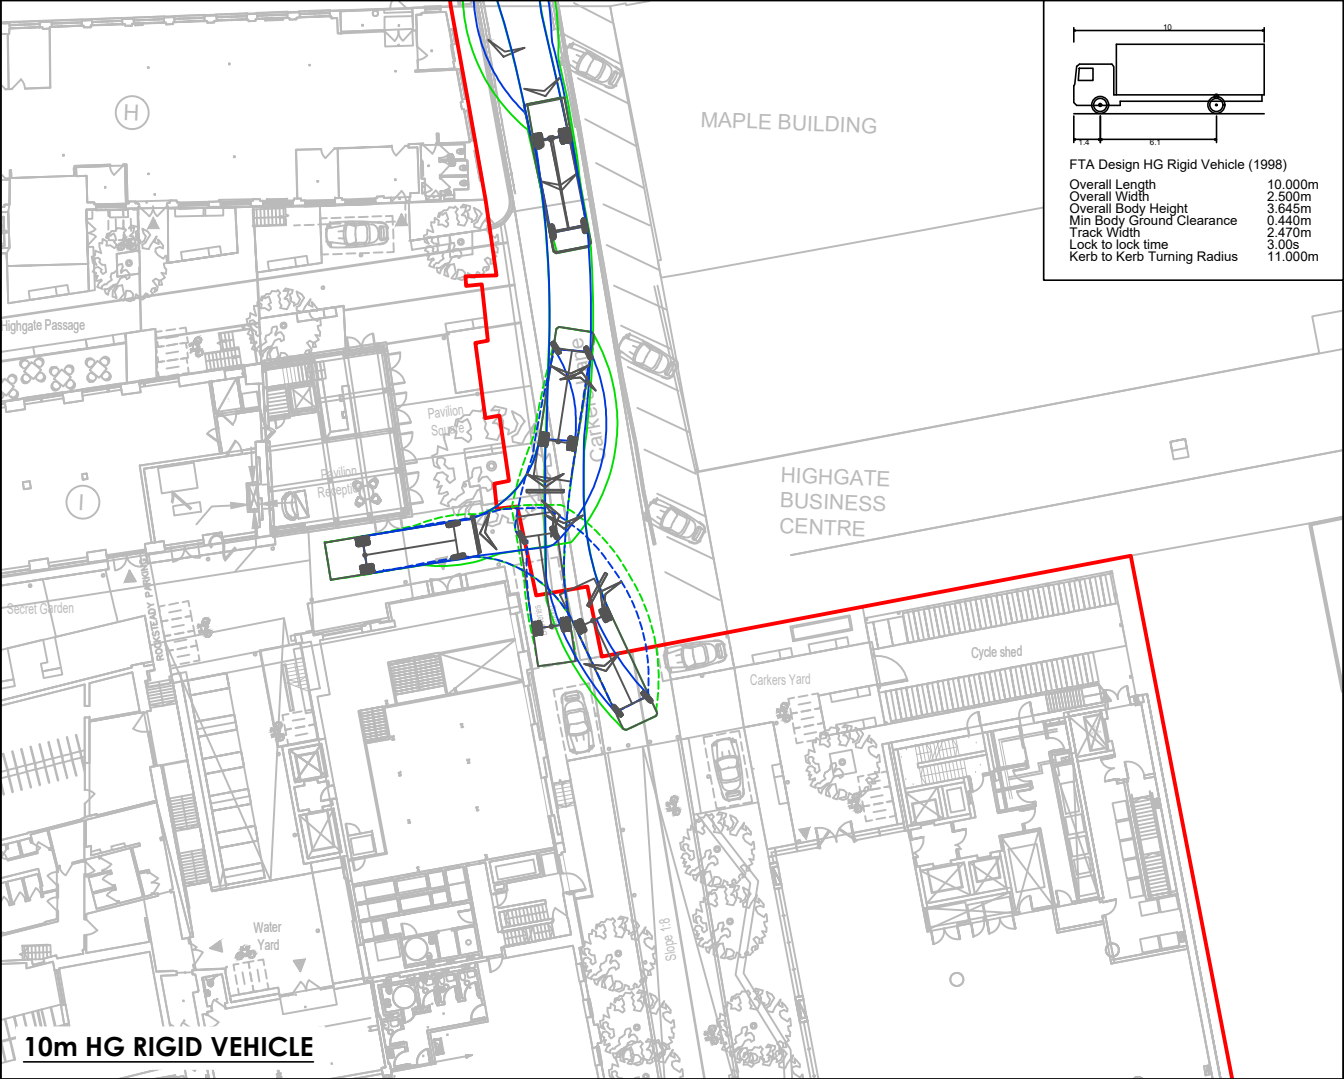 10
1.4
6.1
FTA Design HG Rigid Vehicle (1998)
Overall Length 10.000m
Overall Width 2.500m
Overall Body Height 3.645m
Min Body Ground Clearance 0.440m
Track Width 2.470m
Lock to lock time 3.00s
Kerb to Kerb Turning Radius 11.000m
H
MAPLE BUILDING
Highgate Passage
Pavilion
Square
Pavilion
Reception
I
HIGHGATE
BUSINESS
CENTRE
Secret Garden
ROCKSTEADY PARKING
Cycle shed
Carkers Yard
Slope 1:8
Water
Yard
10m HG RIGID VEHICLE